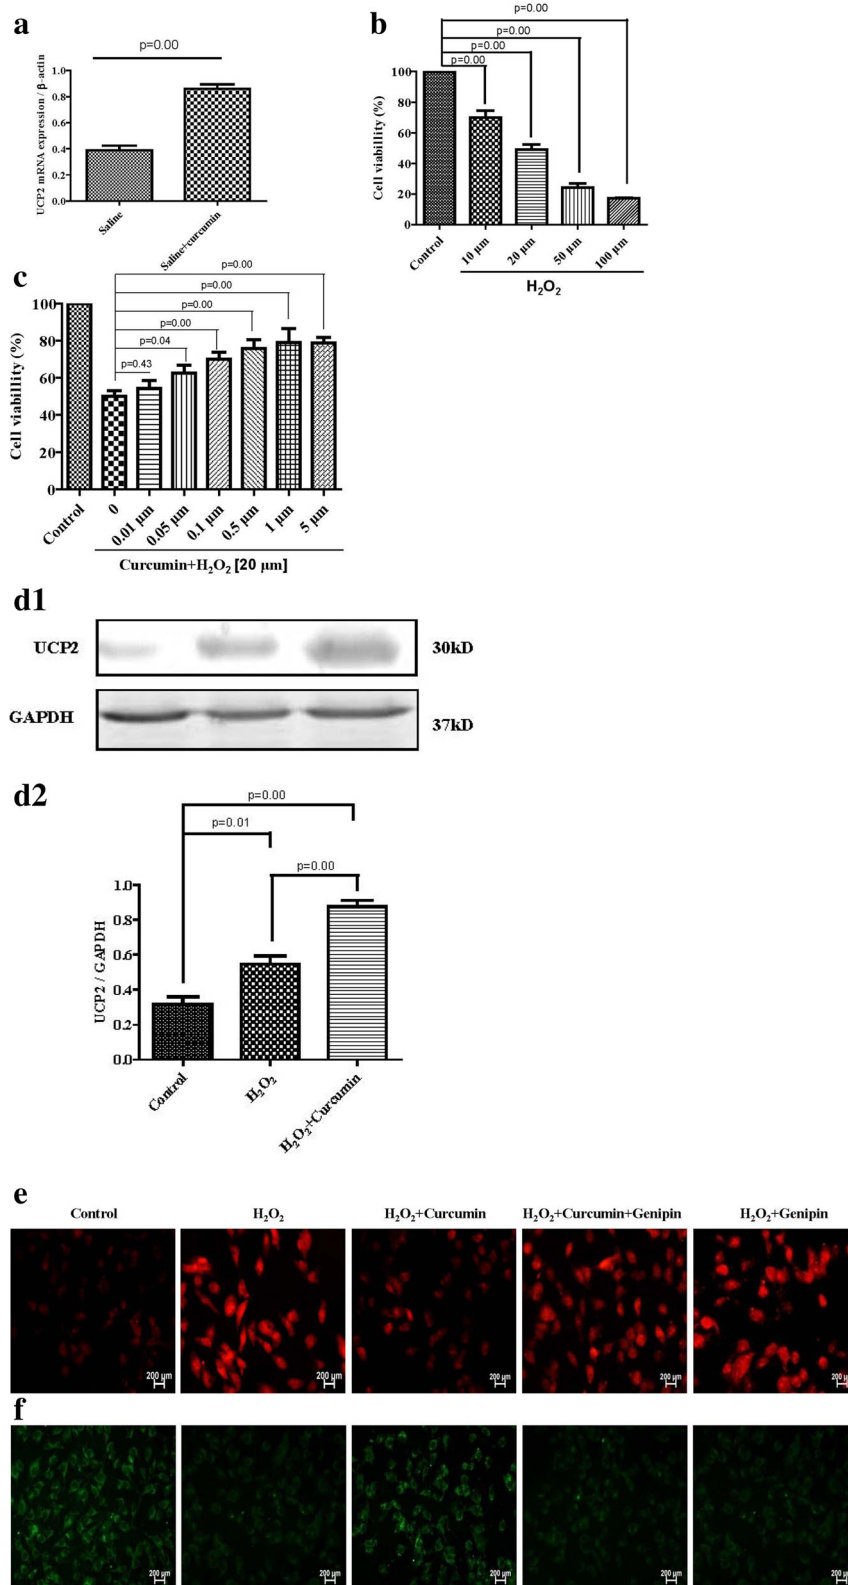 a
p=0.00
UCP2 mRNA expression / β-actin
1.0
0.8
0.6
0.4
0.2
0.0
Saline
Saline+curcumin
b
p=0.00
p=0.00
p=0.00
p=0.00
Cell viabillity (%)
100
80
60
40
20
0
Control
10 μm
20 μm
50 μm
100 μm
H₂O₂
c
p=0.00
p=0.00
p=0.00
p=0.00
p=0.04
p=0.43
Cell viabillity (%)
100
80
60
40
20
0
Control
0
0.01 μm
0.05 μm
0.1 μm
0.5 μm
1 μm
5 μm
Curcumin+H₂O₂ [20 μm]
d1
UCP2
30kD
GAPDH
37kD
d2
p=0.00
p=0.01
p=0.00
UCP2 / GAPDH
1.0
0.8
0.6
0.4
0.2
0.0
Control
H₂O₂
H₂O₂+Curcumin
e
Control H₂O₂ H₂O₂+Curcumin H₂O₂+Curcumin+Genipin H₂O₂+Genipin
200 μm 200 μm 200 μm 200 μm 200 μm
f
200 μm 200 μm 200 μm 200 μm 200 μm